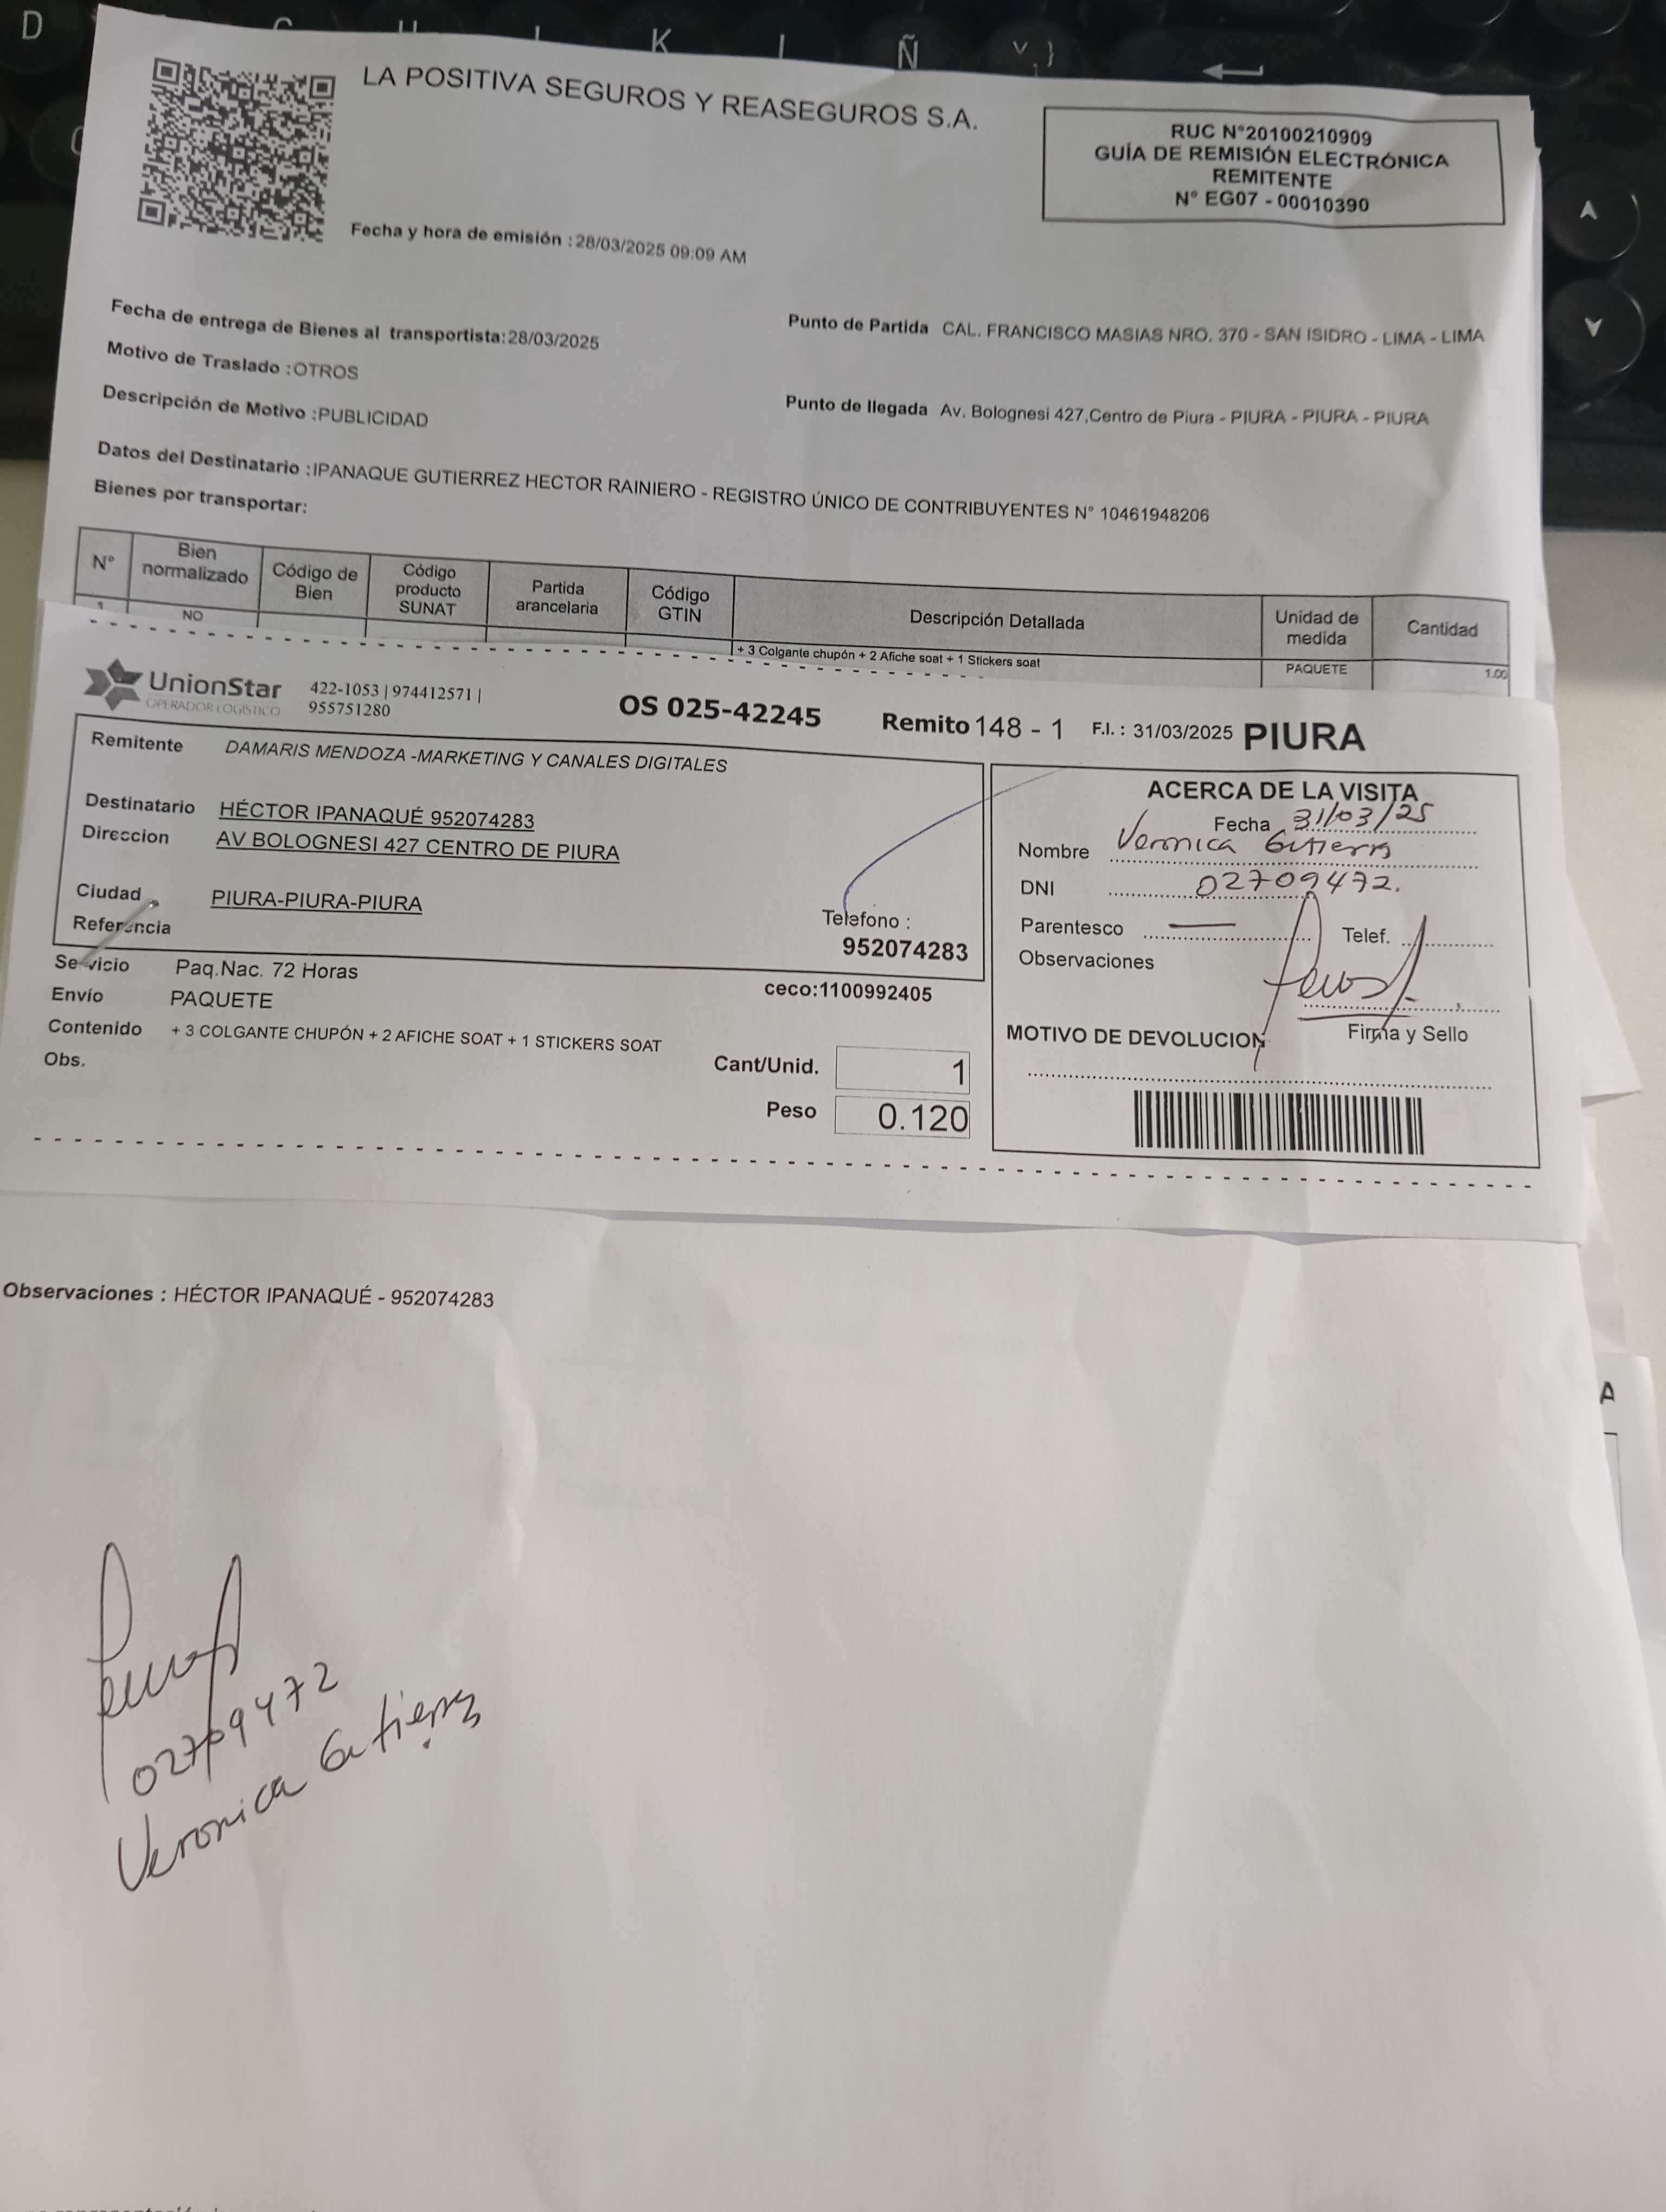 D
K
Ñ
LA POSITIVA SEGUROS Y REASEGUROS S.A.
RUC N°20100210909
GUÍA DE REMISIÓN ELECTRÓNICA
REMITENTE
N° EG07 - 00010390
Fecha y hora de emisión : 28/03/2025 09:09 AM
Fecha de entrega de Bienes al transportista: 28/03/2025
Punto de Partida CAL. FRANCISCO MASIAS NRO. 370 - SAN ISIDRO - LIMA - LIMA
Motivo de Traslado : OTROS
Descripción de Motivo : PUBLICIDAD
Punto de llegada Av. Bolognesi 427,Centro de Piura - PIURA - PIURA - PIURA
Datos del Destinatario : IPANAQUE GUTIERREZ HECTOR RAINIERO - REGISTRO ÚNICO DE CONTRIBUYENTES N° 10461948206
Bienes por transportar:
N° Bien normalizado Código de Bien Código producto SUNAT Partida arancelaria Código GTIN Descripción Detallada Unidad de medida Cantidad
1 NO + 3 Colgante chupón + 2 Afiche soat + 1 Stickers soat PAQUETE 1.00
UnionStar
OPERADOR LOGÍSTICO
422-1053 | 974412571 |
955751280
OS 025-42245 Remito 148 - 1 F.I. : 31/03/2025 PIURA
Remitente DAMARIS MENDOZA -MARKETING Y CANALES DIGITALES
Destinatario HÉCTOR IPANAQUÉ 952074283
Direccion AV BOLOGNESI 427 CENTRO DE PIURA
Ciudad PIURA-PIURA-PIURA
Referencia
Telefono :
952074283
Servicio Paq.Nac. 72 Horas
ceco:1100992405
Envío PAQUETE
Contenido + 3 COLGANTE CHUPÓN + 2 AFICHE SOAT + 1 STICKERS SOAT
Obs.
Cant/Unid. 1
Peso 0.120
ACERCA DE LA VISITA
Fecha 31/03/25
Nombre Veronica Gutierrz
DNI 02709472.
Parentesco — Telef.
Observaciones
Firma y Sello
MOTIVO DE DEVOLUCION
Observaciones : HÉCTOR IPANAQUÉ - 952074283
02709472
Veronica Gutierrz
A